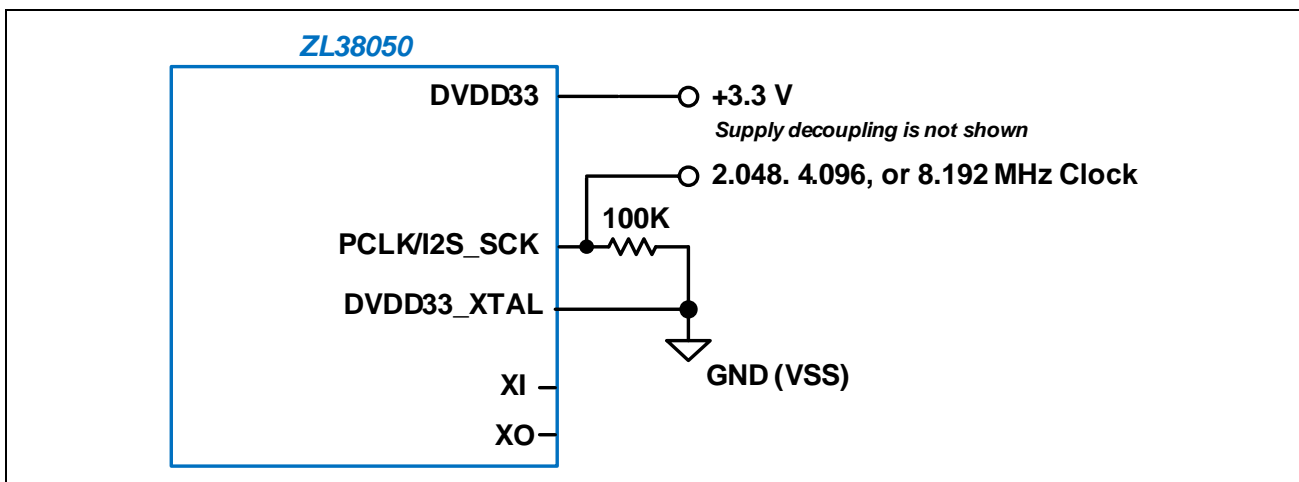 ZL38050
DVDD33
+3.3 V
Supply decoupling is not shown
2.048. 4.096, or 8.192 MHz Clock
100K
PCLK/I2S_SCK
DVDD33_XTAL
GND (VSS)
XI
XO